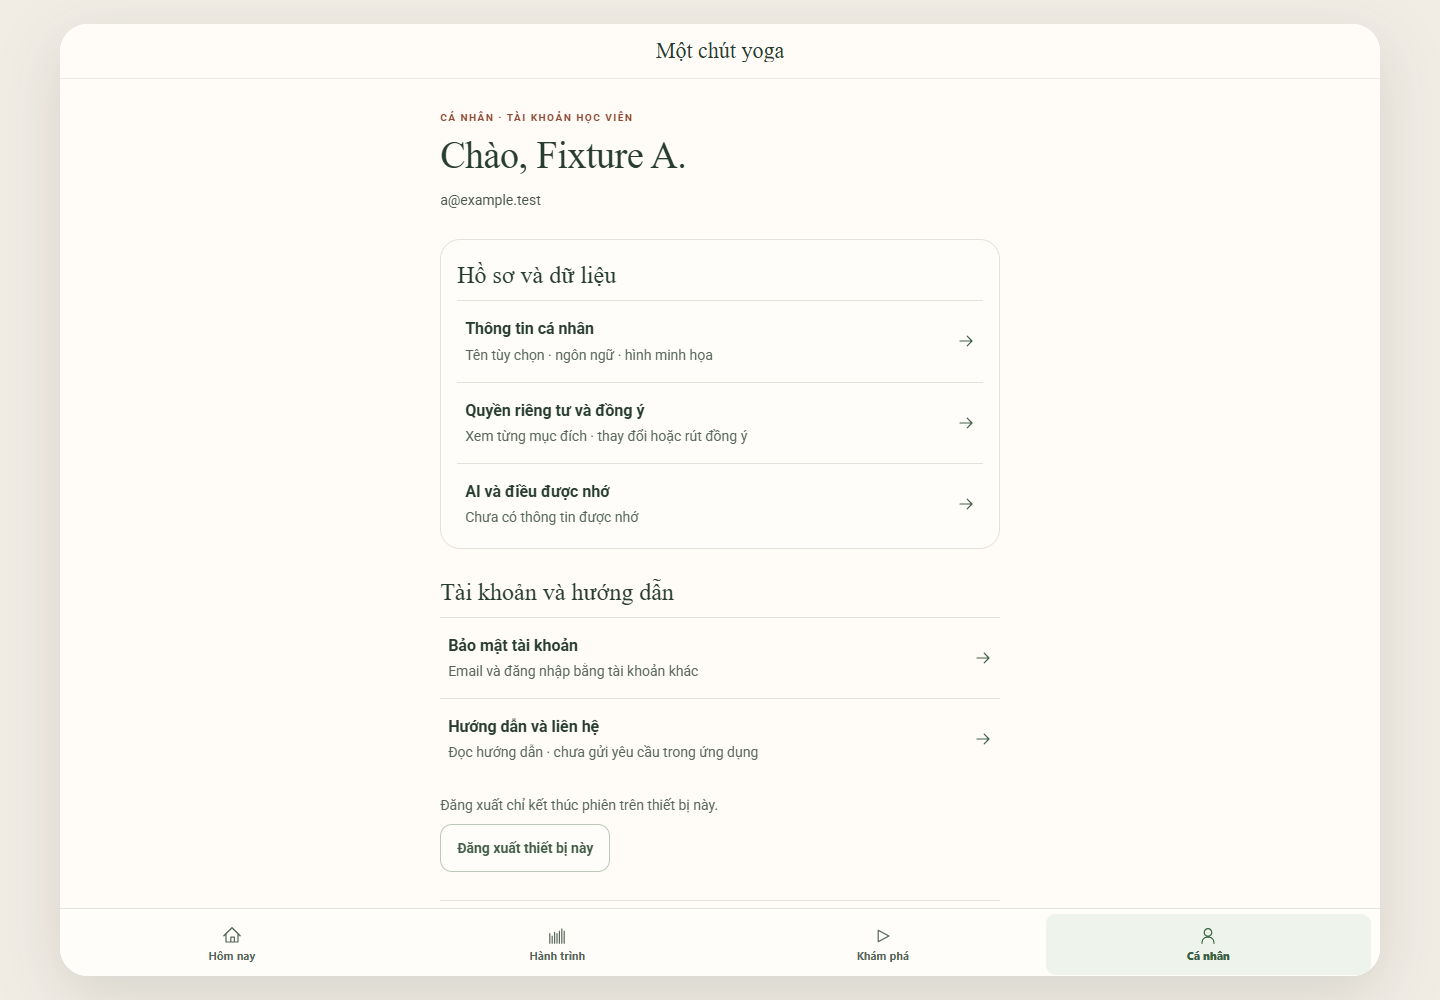 Một chút yoga
CÁ NHÂN · TÀI KHOẢN HỌC VIÊN
Chào, Fixture A.
a@example.test
Hồ sơ và dữ liệu
Thông tin cá nhân
Tên tùy chọn · ngôn ngữ · hình minh họa
Quyền riêng tư và đồng ý
Xem từng mục đích · thay đổi hoặc rút đồng ý
AI và điều được nhớ
Chưa có thông tin được nhớ
Tài khoản và hướng dẫn
Bảo mật tài khoản
Email và đăng nhập bằng tài khoản khác
Hướng dẫn và liên hệ
Đọc hướng dẫn · chưa gửi yêu cầu trong ứng dụng
Đăng xuất chỉ kết thúc phiên trên thiết bị này.
Đăng xuất thiết bị này
Hôm nay
Hành trình
Khám phá
Cá nhân